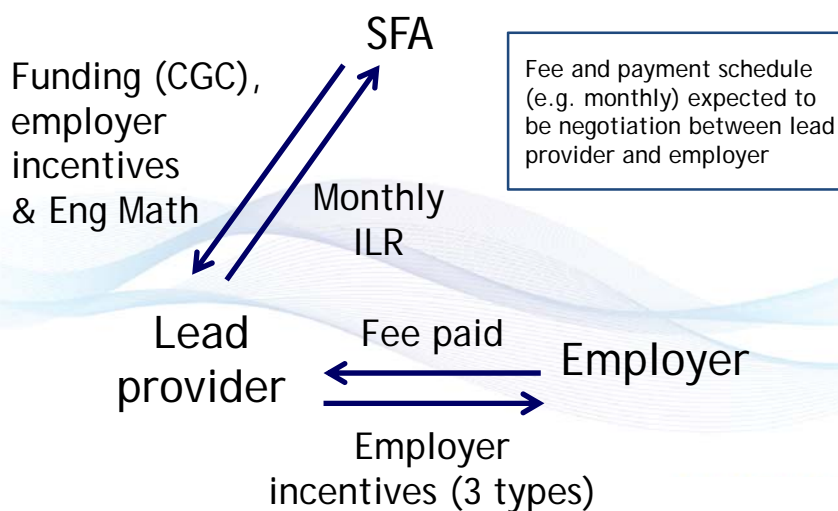 SFA
Funding (CGC),
employer
incentives
& Eng Math
Fee and payment schedule
(e.g. monthly) expected to
be negotiation between lead
provider and employer
Monthly
ILR
Lead
provider
Fee paid
Employer
Employer
incentives (3 types)